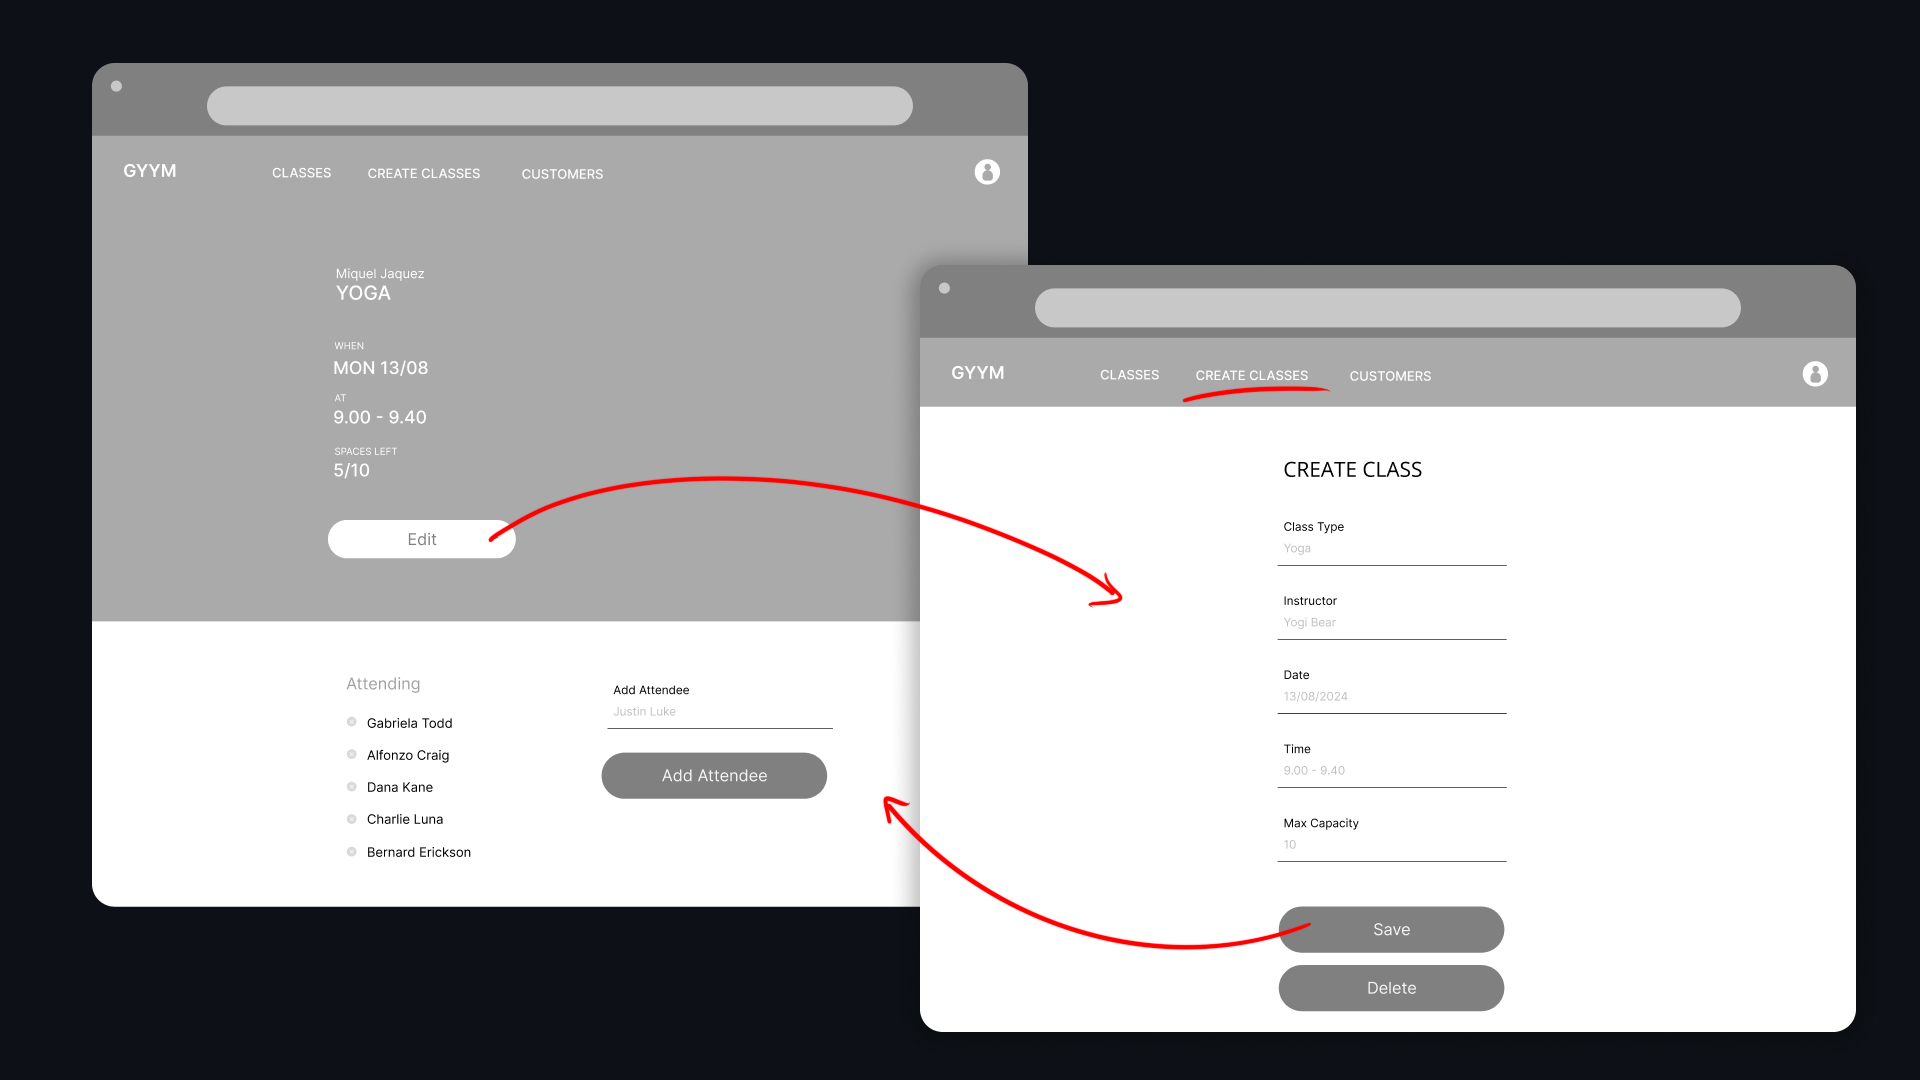 GYYM
CLASSES
CREATE CLASSES
CUSTOMERS
Miquel Jaquez
YOGA
WHEN
MON 13/08
AT
9.00 - 9.40
SPACES LEFT
5/10
Edit
Attending
Gabriela Todd
Alfonzo Craig
Dana Kane
Charlie Luna
Bernard Erickson
Add Attendee
Justin Luke
Add Attendee
GYYM
CLASSES
CREATE CLASSES
CUSTOMERS
CREATE CLASS
Class Type
Yoga
Instructor
Yogi Bear
Date
13/08/2024
Time
9.00 - 9.40
Max Capacity
10
Save
Delete